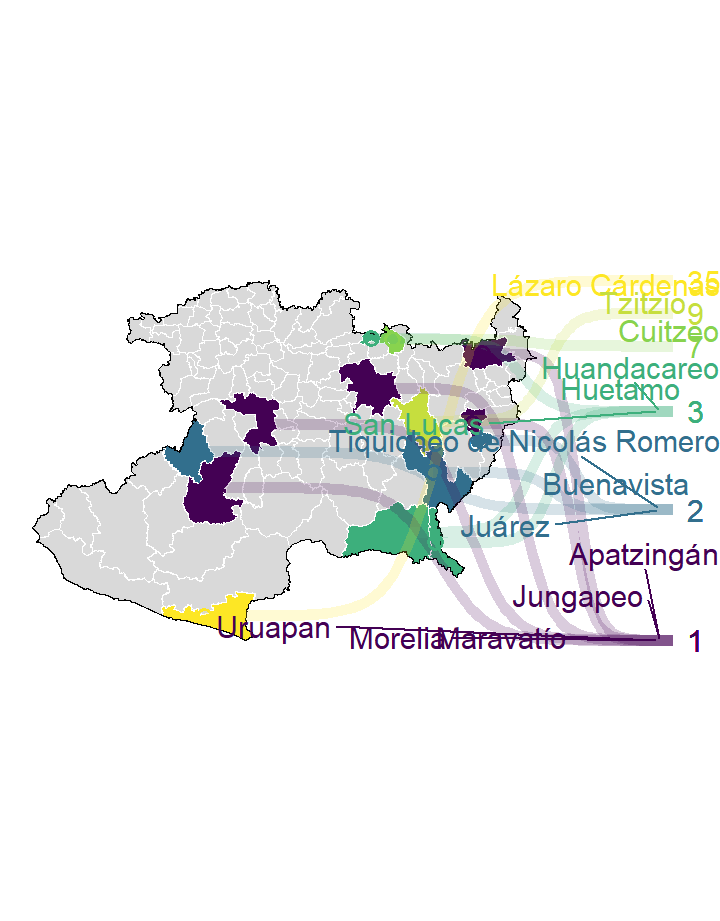 Lázaro Cárdenas 35
Tzitzio 9
Cuitzeo 7
Huandacareo
Huetamo
San Lucas 3
Tiquicheo de Nicolás Romero
Buenavista 2
Juárez
Apatzingán
Jungapeo
Uruapan Morelia Maravatío 1